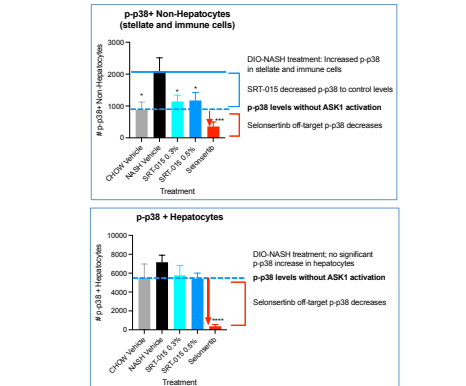 p-p38+ Non-Hepatocytes
(stellate and immune cells)
# p-p38+ Non-Hepatocytes
3000
2000
1000
0
*
*
*
***
CHOW Vehicle
NASH Vehicle
SRT-015 0.3%
SRT-015 0.5%
Selonsertib
Treatment
DIO-NASH treatment: Increased p-p38
in stellate and immune cells
SRT-015 decreased p-p38 to control levels
p-p38 levels without ASK1 activation
Selonsertib off-target p-p38 decreases
p-p38 + Hepatocytes
# p-p38 + Hepatocytes
10000
8000
6000
4000
2000
0
****
CHOW Vehicle
NASH Vehicle
SRT-015 0.3%
SRT-015 0.5%
Selonsertib
Treatment
DIO-NASH treatment; no significant
p-p38 increase in hepatocytes
p-p38 levels without ASK1 activation
Selonsertib off-target p-p38 decreases